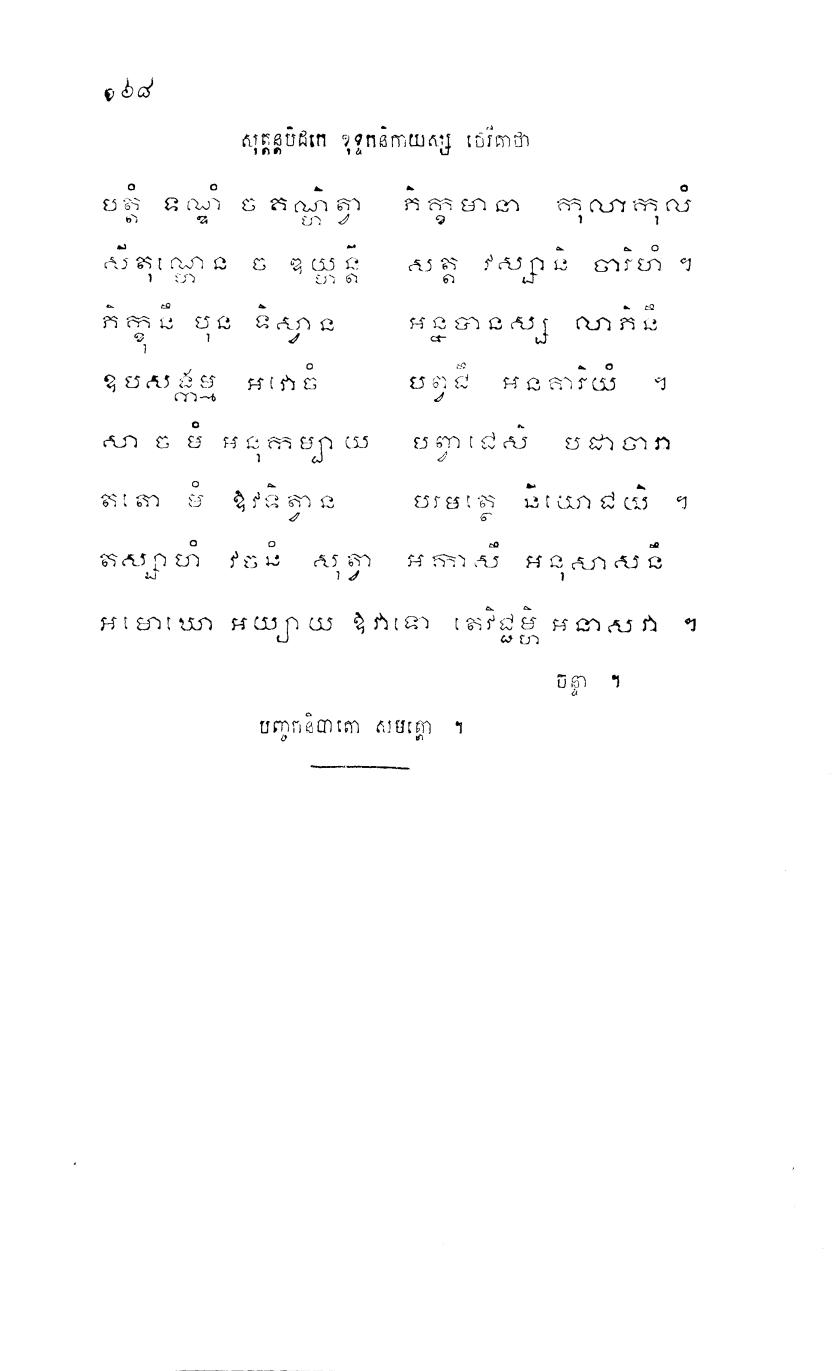 ១៦៨
សុត្តន្តបិដកេ ខុទ្ទកនិកាយស្ស ថេរីគាថា
បត្តំ ទណ្ឌំ ច គណ្ហិត្វា ភិក្ខមានា កុលាកុលំ
សីតុណ្ហេន ច ឌយ្ហន្តី សត្ត វស្សានិ ចារិហំ ។
ភិក្ខុនឹ បុន ទិស្វាន អន្នបានស្ស លាភិនឹ
ឧបសង្កម្ម អវោចំ បព្វជឹ អនគារិយំ ។
សា ច មំ អនុកម្បាយ បញ្វាជេសិ បដាចារា
តតោ មំ ឱវទិត្វាន បរមត្ថេ និយោជយិ ។
តស្សាហំ វចនំ សុត្វា អកាសឹ អនុសាសនឹ
អមោឃោ អយ្យាយ ឱវាទោ តេវិជ្ជម្ហិ អនាសវា ។
ចន្ទា ។
បញ្ចកនិបាតោ សមត្តោ ។